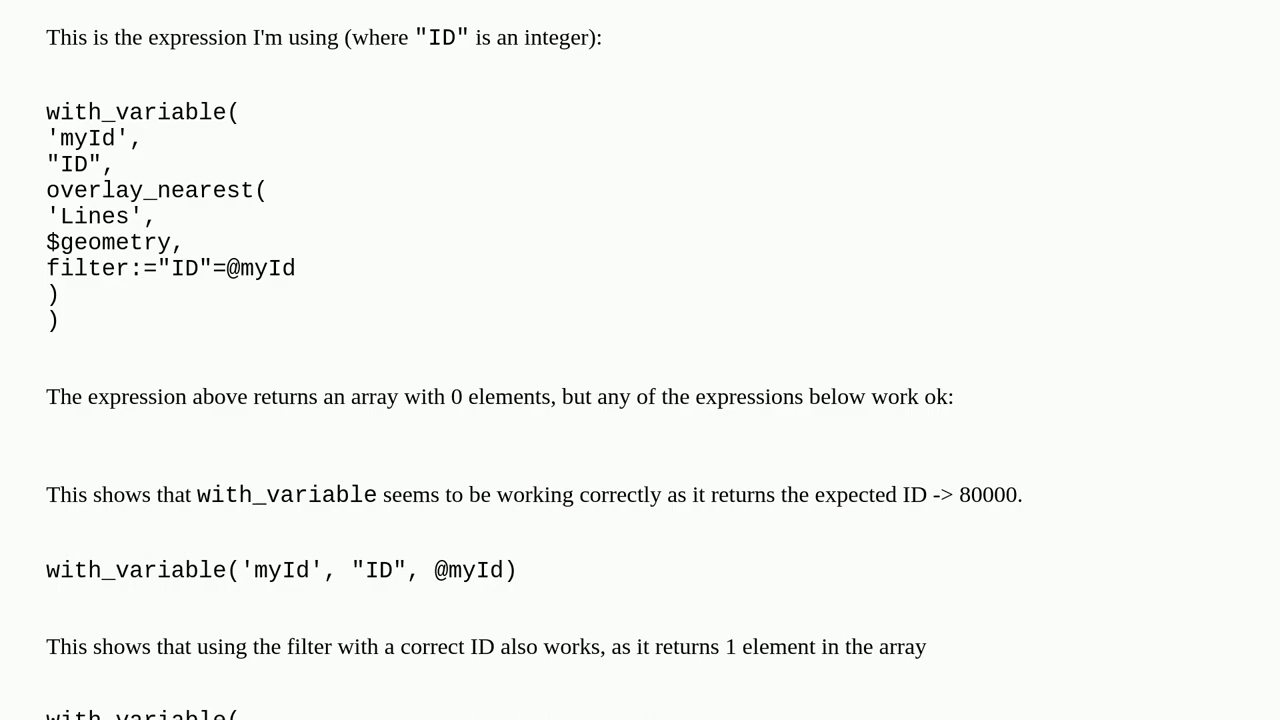 This is the expression I'm using (where "ID" is an integer):
with_variable(
'myId',
"ID",
overlay_nearest(
'Lines',
$geometry,
filter:="ID"=@myId
)
)
The expression above returns an array with 0 elements, but any of the expressions below work ok:
This shows that with_variable seems to be working correctly as it returns the expected ID -> 80000.
with_variable('myId', "ID", @myId)
This shows that using the filter with a correct ID also works, as it returns 1 element in the array
with_variable(